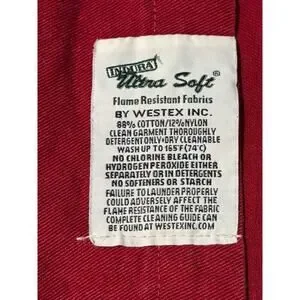 INDURA®
Ultra Soft®
Flame Resistant Fabrics
BY WESTEX INC.
88% COTTON/12% NYLON
CLEAN GARMENT THOROUGHLY
DETERGENT ONLY•DRY CLEANABLE
WASH UP TO 165°F (74°C)
NO CHLORINE BLEACH OR
HYDROGEN PEROXIDE EITHER
SEPARATELY OR IN DETERGENTS
NO SOFTENERS OR STARCH
FAILURE TO LAUNDER PROPERLY
COULD ADVERSELY AFFECT THE
FLAME RESISTANCE OF THE FABRIC
COMPLETE CLEANING GUIDE CAN
BE FOUND AT WESTEXINC.COM